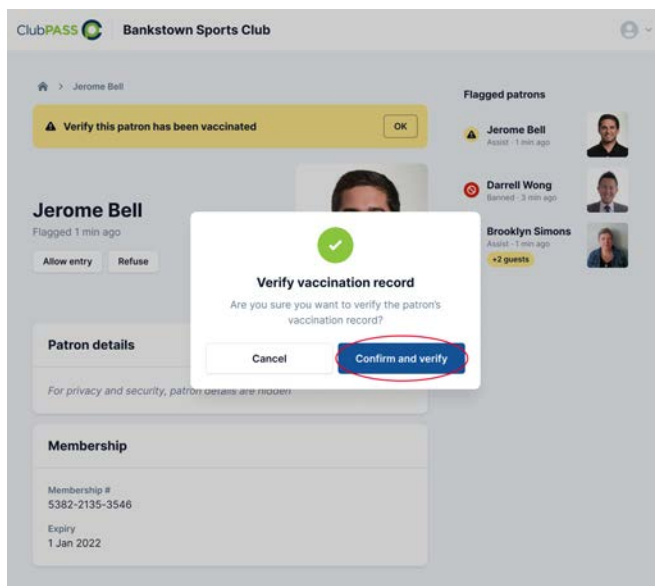 ClubPASS Bankstown Sports Club
> Jerome Bell
Verify this patron has been vaccinated OK
Flagged patrons
Jerome Bell
Assist · 1 min ago
Darrell Wong
Banned · 3 min ago
Brooklyn Simons
Assist · 1 min ago
+2 guests
Jerome Bell
Flagged 1 min ago
Allow entry Refuse
Verify vaccination record
Are you sure you want to verify the patron's
vaccination record?
Cancel Confirm and verify
Patron details
For privacy and security, patron details are hidden
Membership
Membership #
5382-2135-3546
Expiry
1 Jan 2022